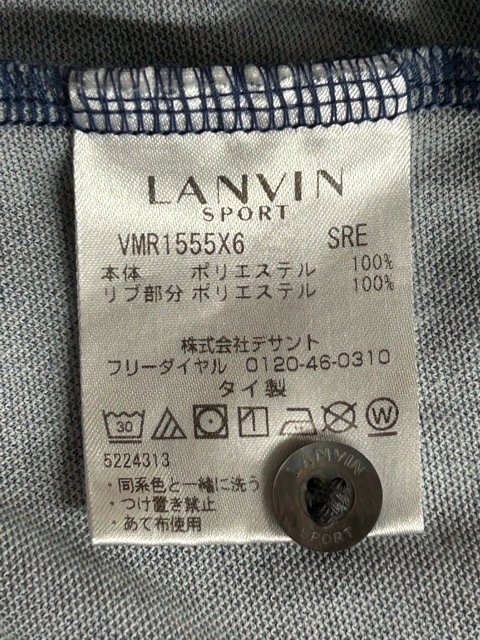 LANVIN
SPORT
VMR1555X6 SRE
本体 ポリエステル 100%
リブ部分 ポリエステル 100%
株式会社デサント
フリーダイヤル 0120-46-0310
タイ製
30 W
5224313
・同系色と一緒に洗う
・つけ置き禁止
・あて布使用
LANVIN
SPORT